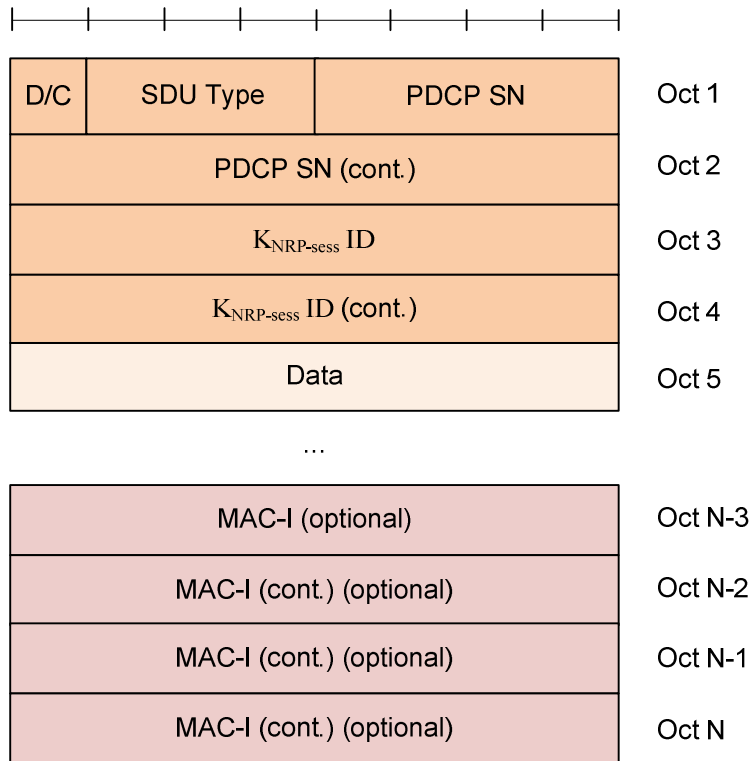 D/C SDU Type PDCP SN Oct 1
PDCP SN (cont.) Oct 2
KNRP-sess ID Oct 3
KNRP-sess ID (cont.) Oct 4
Data Oct 5
...
MAC-I (optional) Oct N-3
MAC-I (cont.) (optional) Oct N-2
MAC-I (cont.) (optional) Oct N-1
MAC-I (cont.) (optional) Oct N